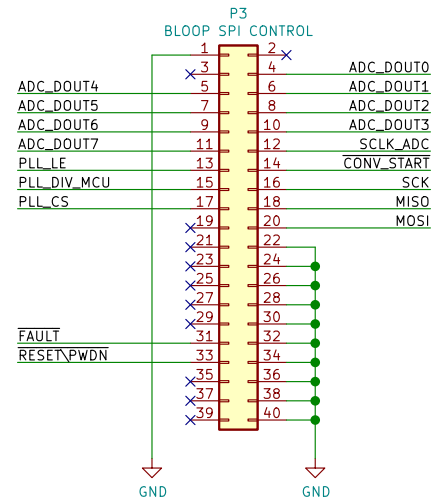 P3
BLOOP SPI CONTROL
1 2
3 4 ADC_DOUT0
ADC_DOUT4 5 6 ADC_DOUT1
ADC_DOUT5 7 8 ADC_DOUT2
ADC_DOUT6 9 10 ADC_DOUT3
ADC_DOUT7 11 12 SCLK_ADC
PLL_LE 13 14 CONV_START
PLL_DIV_MCU 15 16 SCK
PLL_CS 17 18 MISO
19 20 MOSI
21 22
23 24
25 26
27 28
29 30
FAULT 31 32
RESET\PWDN 33 34
35 36
37 38
39 40
GND GND